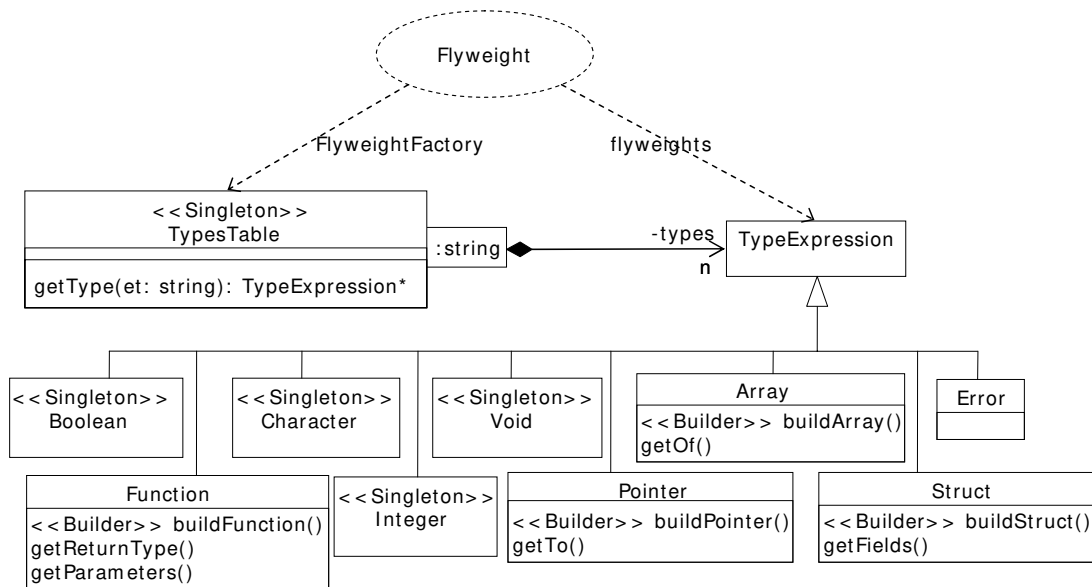 Flyweight
FlyweightFactory
flyweights
<<Singleton>>
TypesTable
getType(et: string): TypeExpression*
:string
-types
n
TypeExpression
<<Singleton>>
Boolean
<<Singleton>>
Character
<<Singleton>>
Void
Array
<<Builder>> buildArray()
getOf()
Error
Function
<<Builder>> buildFunction()
getReturnType()
getParameters()
<<Singleton>>
Integer
Pointer
<<Builder>> buildPointer()
getTo()
Struct
<<Builder>> buildStruct()
getFields()